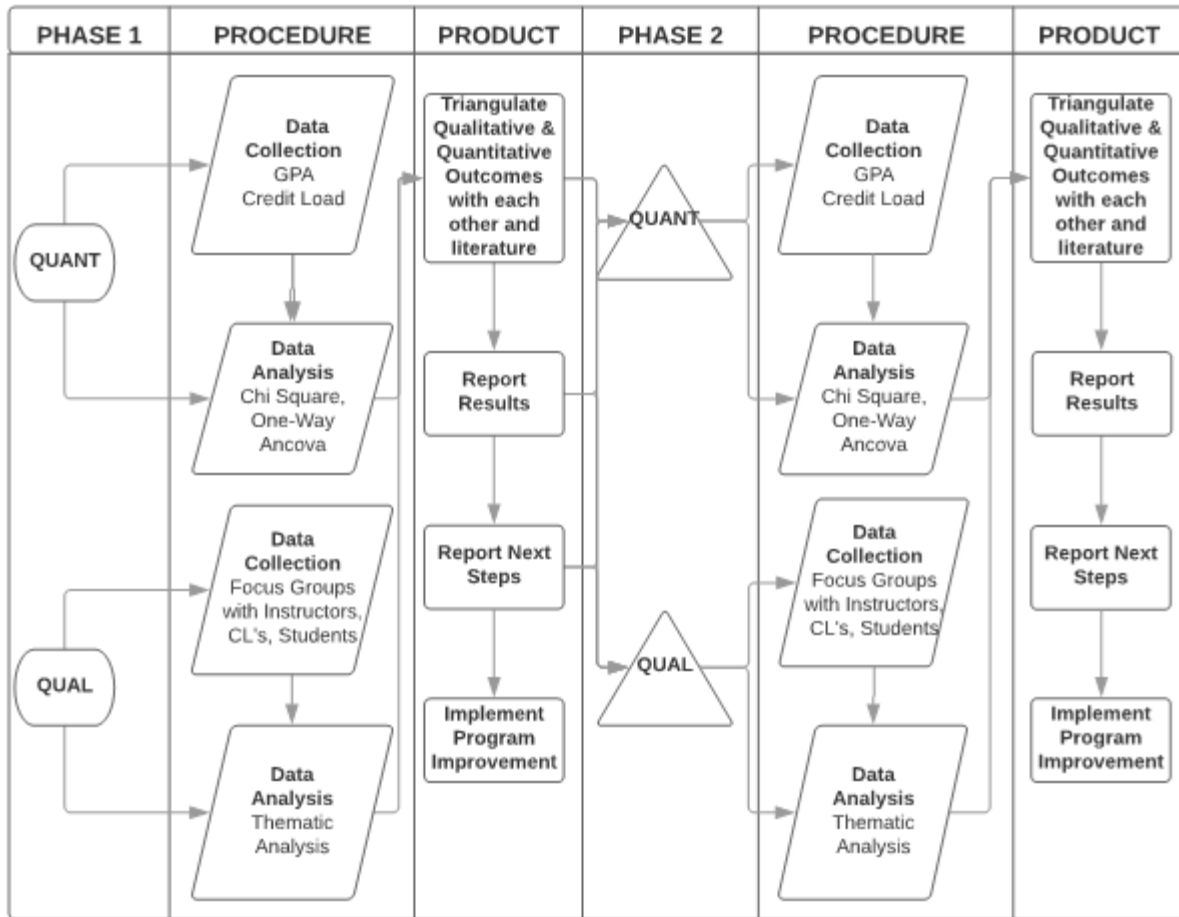 PHASE 1
PROCEDURE
PRODUCT
PHASE 2
PROCEDURE
PRODUCT
QUANT
Data
Collection
GPA
Credit Load
Data
Analysis
Chi Square,
One-Way
Ancova
QUAL
Data
Collection
Focus Groups
with Instructors,
CL's, Students
Data
Analysis
Thematic
Analysis
Triangulate
Qualitative &
Quantitative
Outcomes
with each
other and
literature
Report
Results
Report Next
Steps
Implement
Program
Improvement
QUANT
QUAL
Data
Collection
GPA
Credit Load
Data
Analysis
Chi Square,
One-Way
Ancova
Data
Collection
Focus Groups
with Instructors,
CL's, Students
Data
Analysis
Thematic
Analysis
Triangulate
Qualitative &
Quantitative
Outcomes
with each
other and
literature
Report
Results
Report Next
Steps
Implement
Program
Improvement